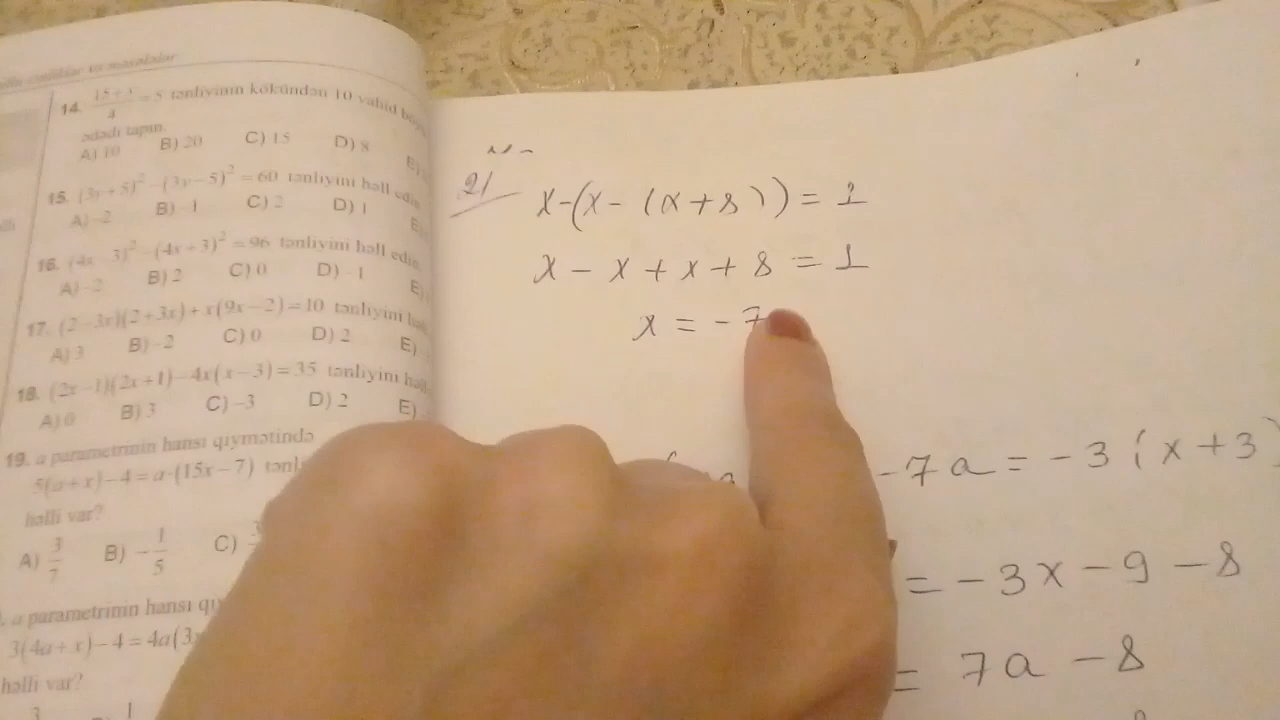 14. = 5 tənliyinin kökündən 10 vahid
ədədi tapın.
A) 10 B) 20 C) 15 D) 8
15. (3y+5)² − (3y−5)² = 60 tənliyini həll edin
A) −2 B) −1 C) 2 D) 1
16. (4x−3)² − (4x+3)² = 96 tənliyini həll edin
A) −2 B) 2 C) 0 D) −1 E)
17. (2−3x)(2+3x)+x(9x−2)=10 tənliyini
A) 3 B) −2 C) 0 D) 2 E)
18. (2x−1)(2x+1)−4x(x−3)=35 tənliyini
A) 0 B) 3 C) −3 D) 2 E)
19. a parametrinin hansı qiymətində
5(a+x)−4=a·(15x−7)
həlli var?
A) 3/7 B) −1/5 C)
a parametrinin hansı
3(4a+x)−4=4a(3
həlli var?
21 x-(x-(x+8))=1
x-x+x+8=1
x=-7
-7a=-3(x+3)
=-3x-9-8
=7a-8